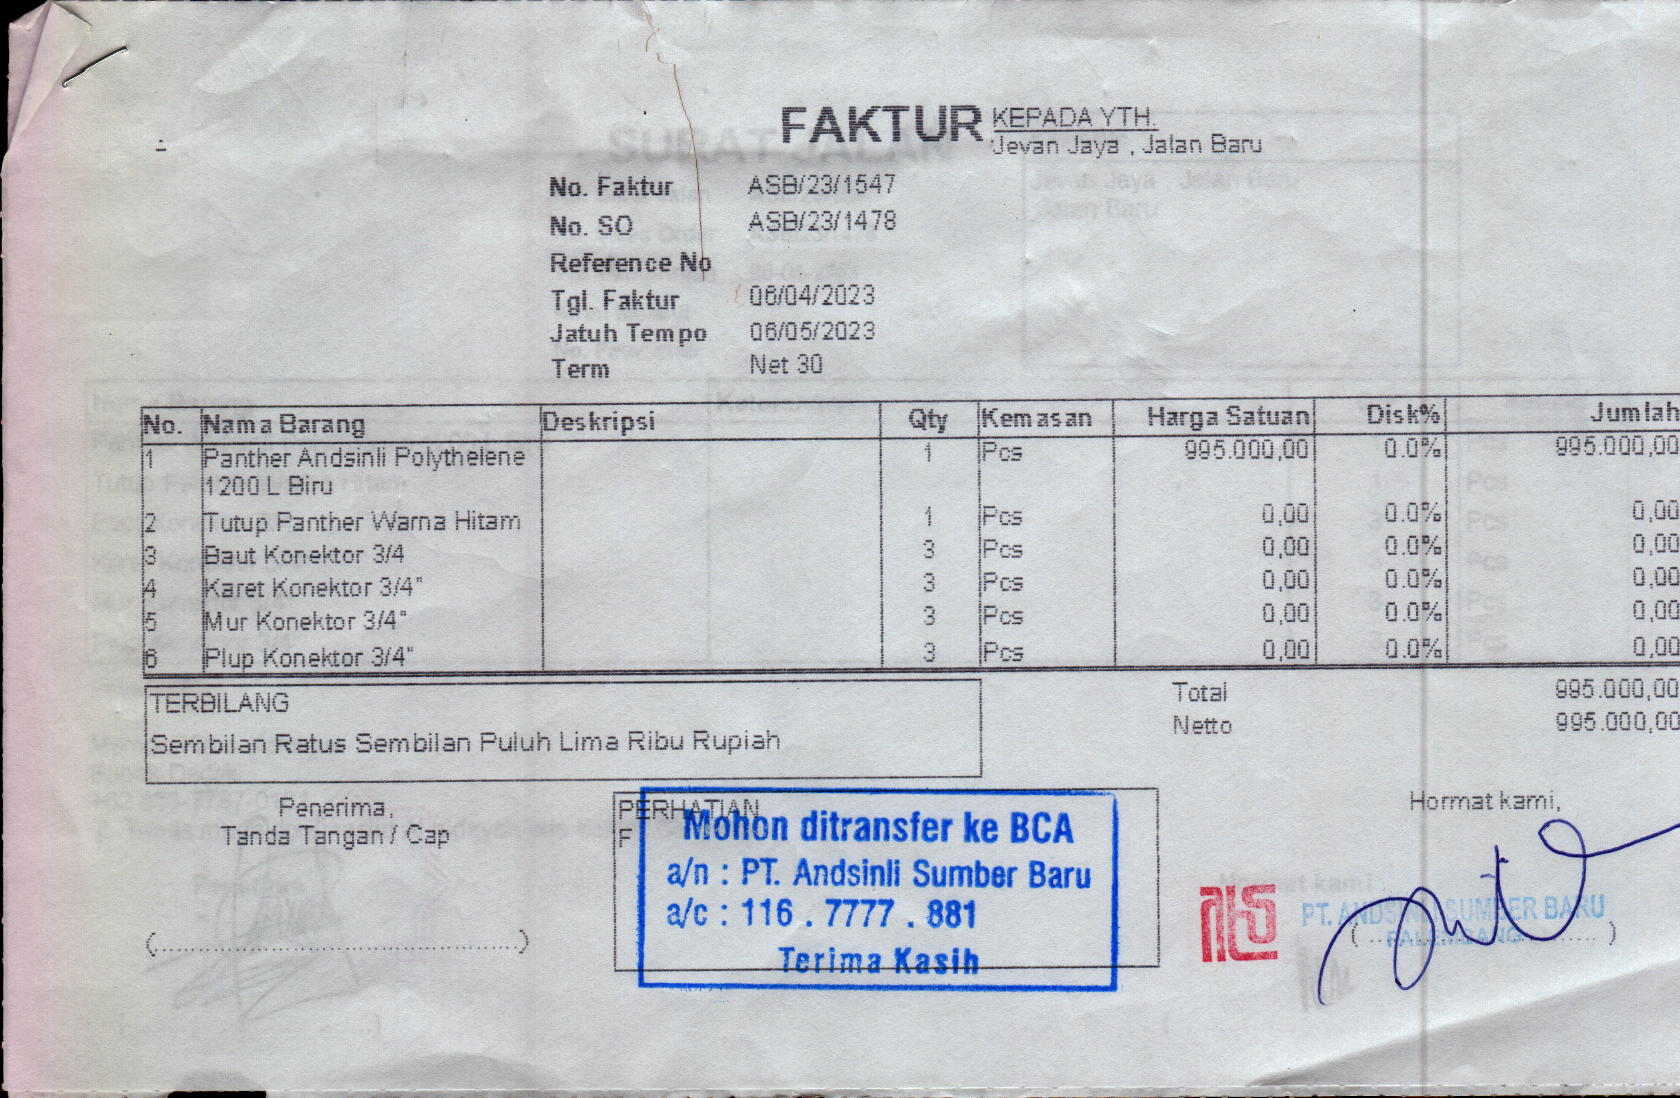 FAKTUR
KEPADA YTH.
Jevan Jaya , Jalan Baru
No. Faktur ASB/23/1547
No. SO ASB/23/1478
Reference No
Tgl. Faktur 06/04/2023
Jatuh Tempo 06/05/2023
Term Net 30
No. Nama Barang Deskripsi Qty Kemasan Harga Satuan Disk% Jumlah
1 Panther Andsinli Polythelene 1 Pcs 995.000,00 0.0% 995.000,00
1200 L Biru
2 Tutup Panther Warna Hitam 1 Pcs 0,00 0.0% 0,00
3 Baut Konektor 3/4 3 Pcs 0,00 0.0% 0,00
4 Karet Konektor 3/4" 3 Pcs 0,00 0.0% 0,00
5 Mur Konektor 3/4" 3 Pcs 0,00 0.0% 0,00
6 Plup Konektor 3/4" 3 Pcs 0,00 0.0% 0,00
TERBILANG
Sembilan Ratus Sembilan Puluh Lima Ribu Rupiah
Total 995.000,00
Netto 995.000,00
Penerima,
Tanda Tangan / Cap
PERHATIAN
F
Mohon ditransfer ke BCA
a/n : PT. Andsinli Sumber Baru
a/c : 116 . 7777 . 881
Terima Kasih
Hormat kami,
PT. ANDSINLI SUMBER BARU
PALEMBANG